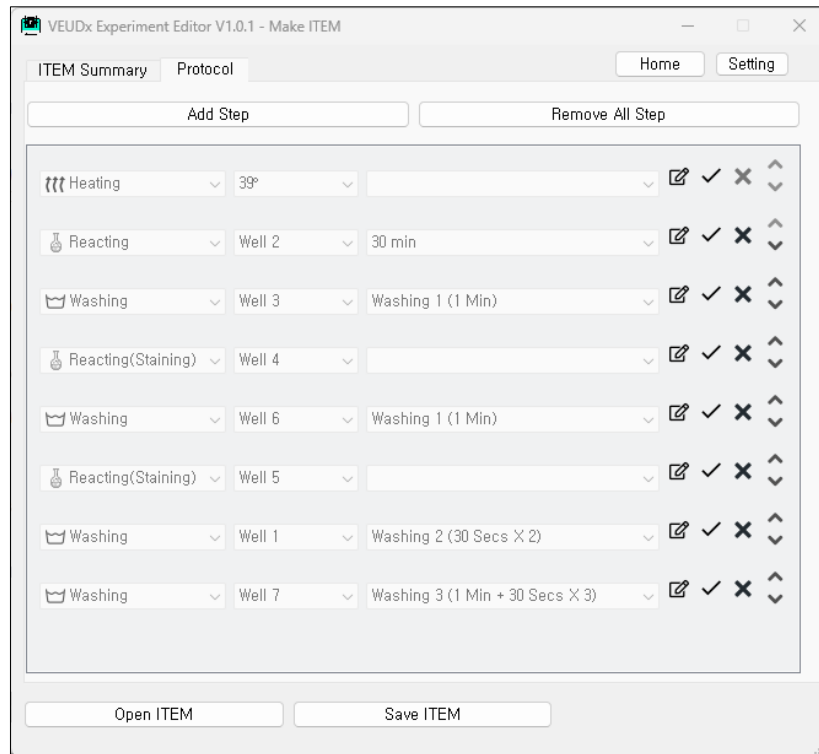 VEUDx Experiment Editor V1.0.1 - Make ITEM
ITEM Summary Protocol Home Setting
Add Step Remove All Step
Heating 39º
Reacting Well 2 30 min
Washing Well 3 Washing 1 (1 Min)
Reacting(Staining) Well 4
Washing Well 6 Washing 1 (1 Min)
Reacting(Staining) Well 5
Washing Well 1 Washing 2 (30 Secs X 2)
Washing Well 7 Washing 3 (1 Min + 30 Secs X 3)
Open ITEM Save ITEM